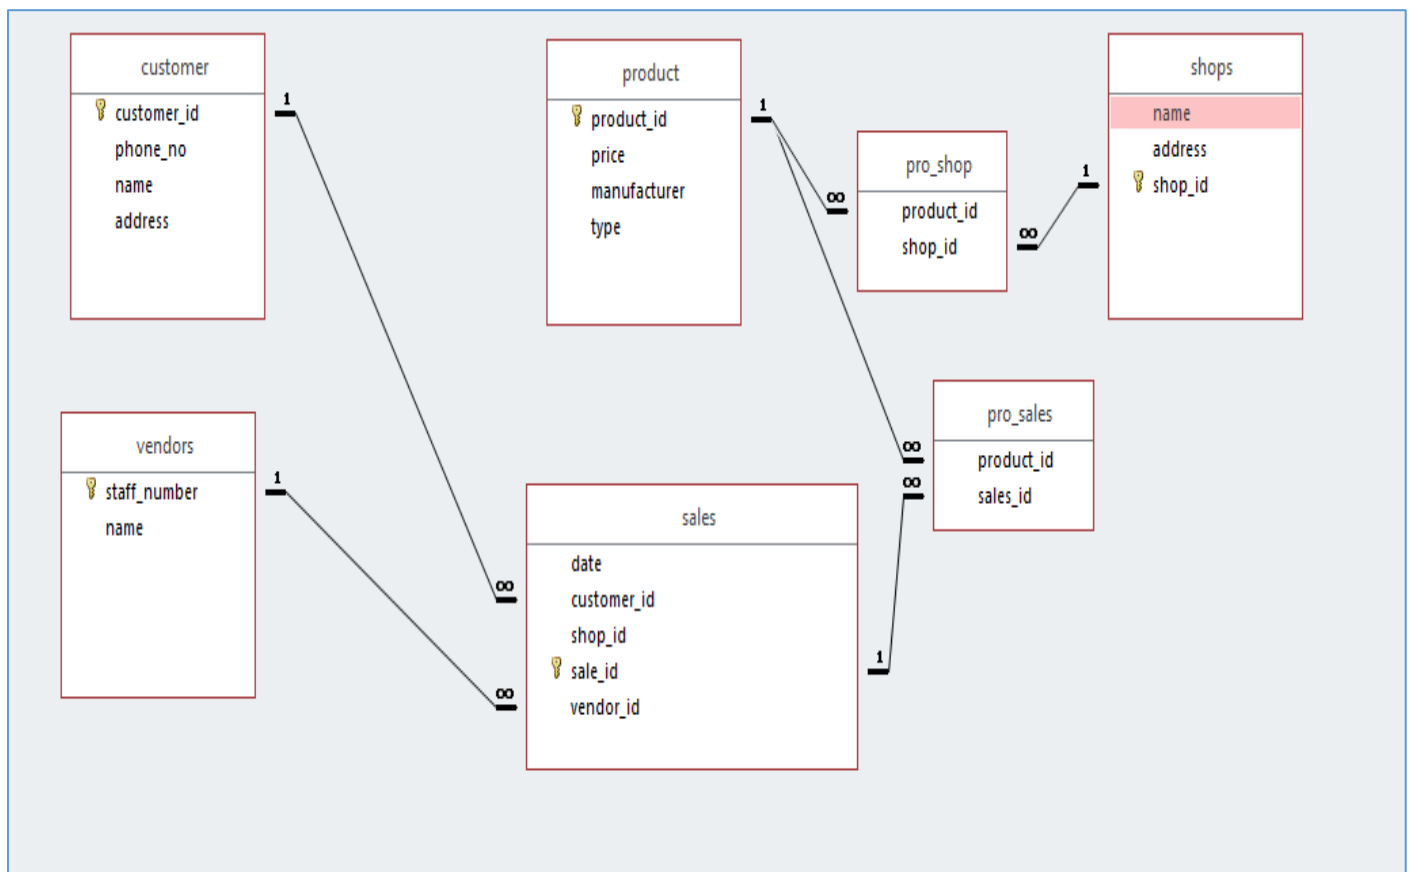 customer
customer_id
phone_no
name
address
1
product
product_id
price
manufacturer
type
1
pro_shop
product_id
shop_id
∞
∞
shops
name
address
shop_id
1
vendors
staff_number
name
1
sales
date
customer_id
shop_id
sale_id
vendor_id
∞
∞
1
pro_sales
product_id
sales_id
∞
∞